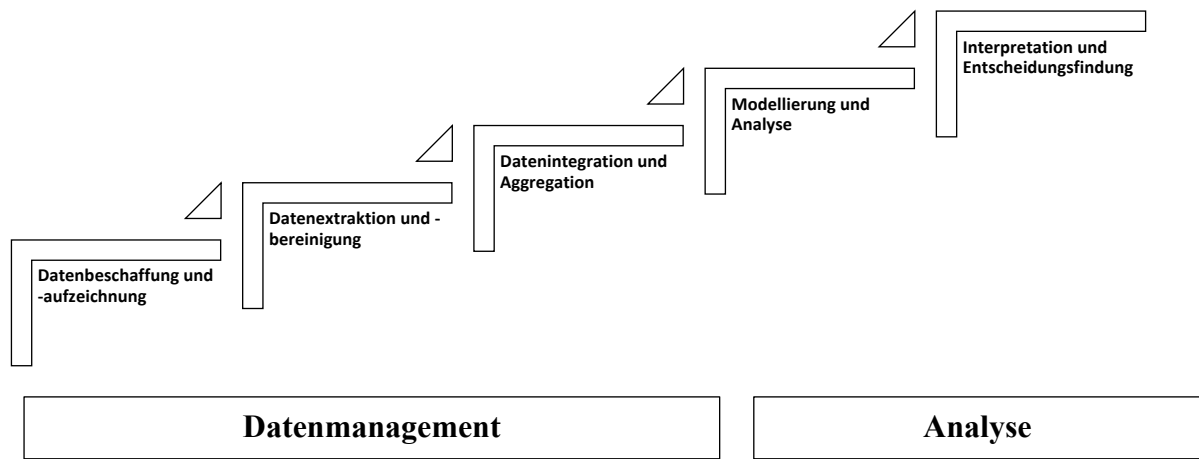 Datenbeschaffung und
-aufzeichnung
Datenextraktion und -
bereinigung
Datenintegration und
Aggregation
Modellierung und
Analyse
Interpretation und
Entscheidungsfindung
Datenmanagement
Analyse